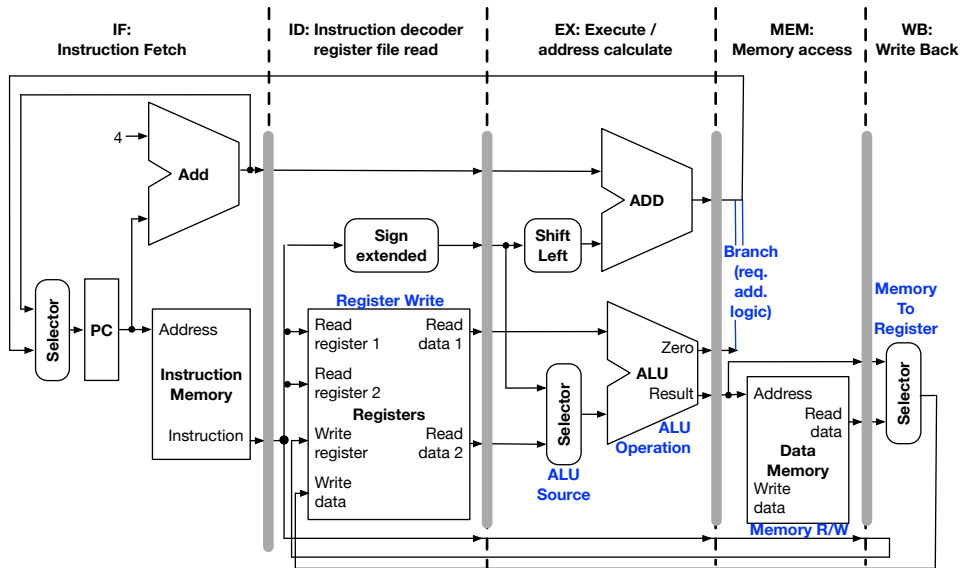 IF:
Instruction Fetch
ID: Instruction decoder
register file read
EX: Execute /
address calculate
MEM:
Memory access
WB:
Write Back
4
Add
ADD
Sign
extended
Shift
Left
Branch
(req.
add.
logic)
Selector
PC
Address
Instruction
Memory
Instruction
Register Write
Read
register 1
Read
data 1
Read
register 2
Registers
Write
register
Read
data 2
Write
data
Selector
ALU
Source
Zero
ALU
Result
ALU
Operation
Address
Read
data
Data
Memory
Write
data
Memory R/W
Memory
To
Register
Selector